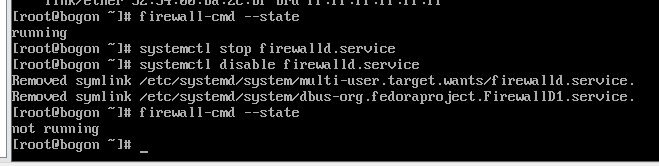 [root@bogon ~]# firewall-cmd --state
running
[root@bogon ~]# systemctl stop firewalld.service
[root@bogon ~]# systemctl disable firewalld.service
Removed symlink /etc/systemd/system/multi-user.target.wants/firewalld.service.
Removed symlink /etc/systemd/system/dbus-org.fedoraproject.FirewallD1.service.
[root@bogon ~]# firewall-cmd --state
not running
[root@bogon ~]# _